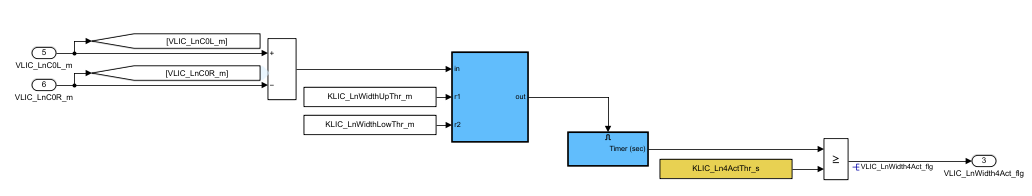 [VLIC_LnC0L_m]
5
VLIC_LnC0L_m
+
[VLIC_LnC0R_m]
6
VLIC_LnC0R_m
−
in
KLIC_LnWidthUpThr_m
r1
out
KLIC_LnWidthLowThr_m
r2
Timer (sec)
KLIC_Ln4ActThr_s
≥
VLIC_LnWidth4Act_flg
3
VLIC_LnWidth4Act_flg